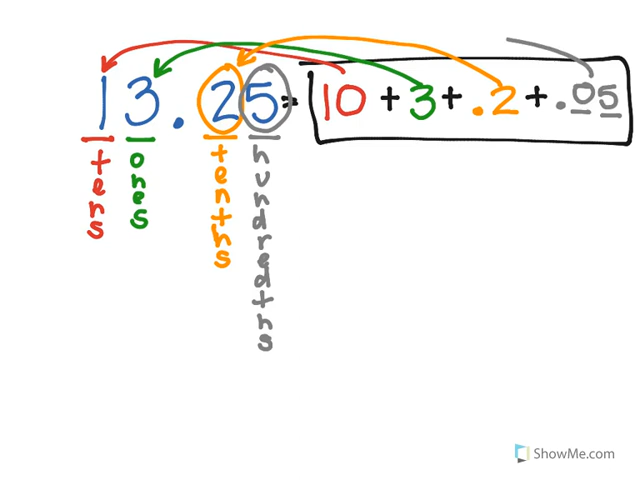 13.25 = 10 + 3 + .2 + .05
tens
ones
tenths
hundredths
ShowMe.com